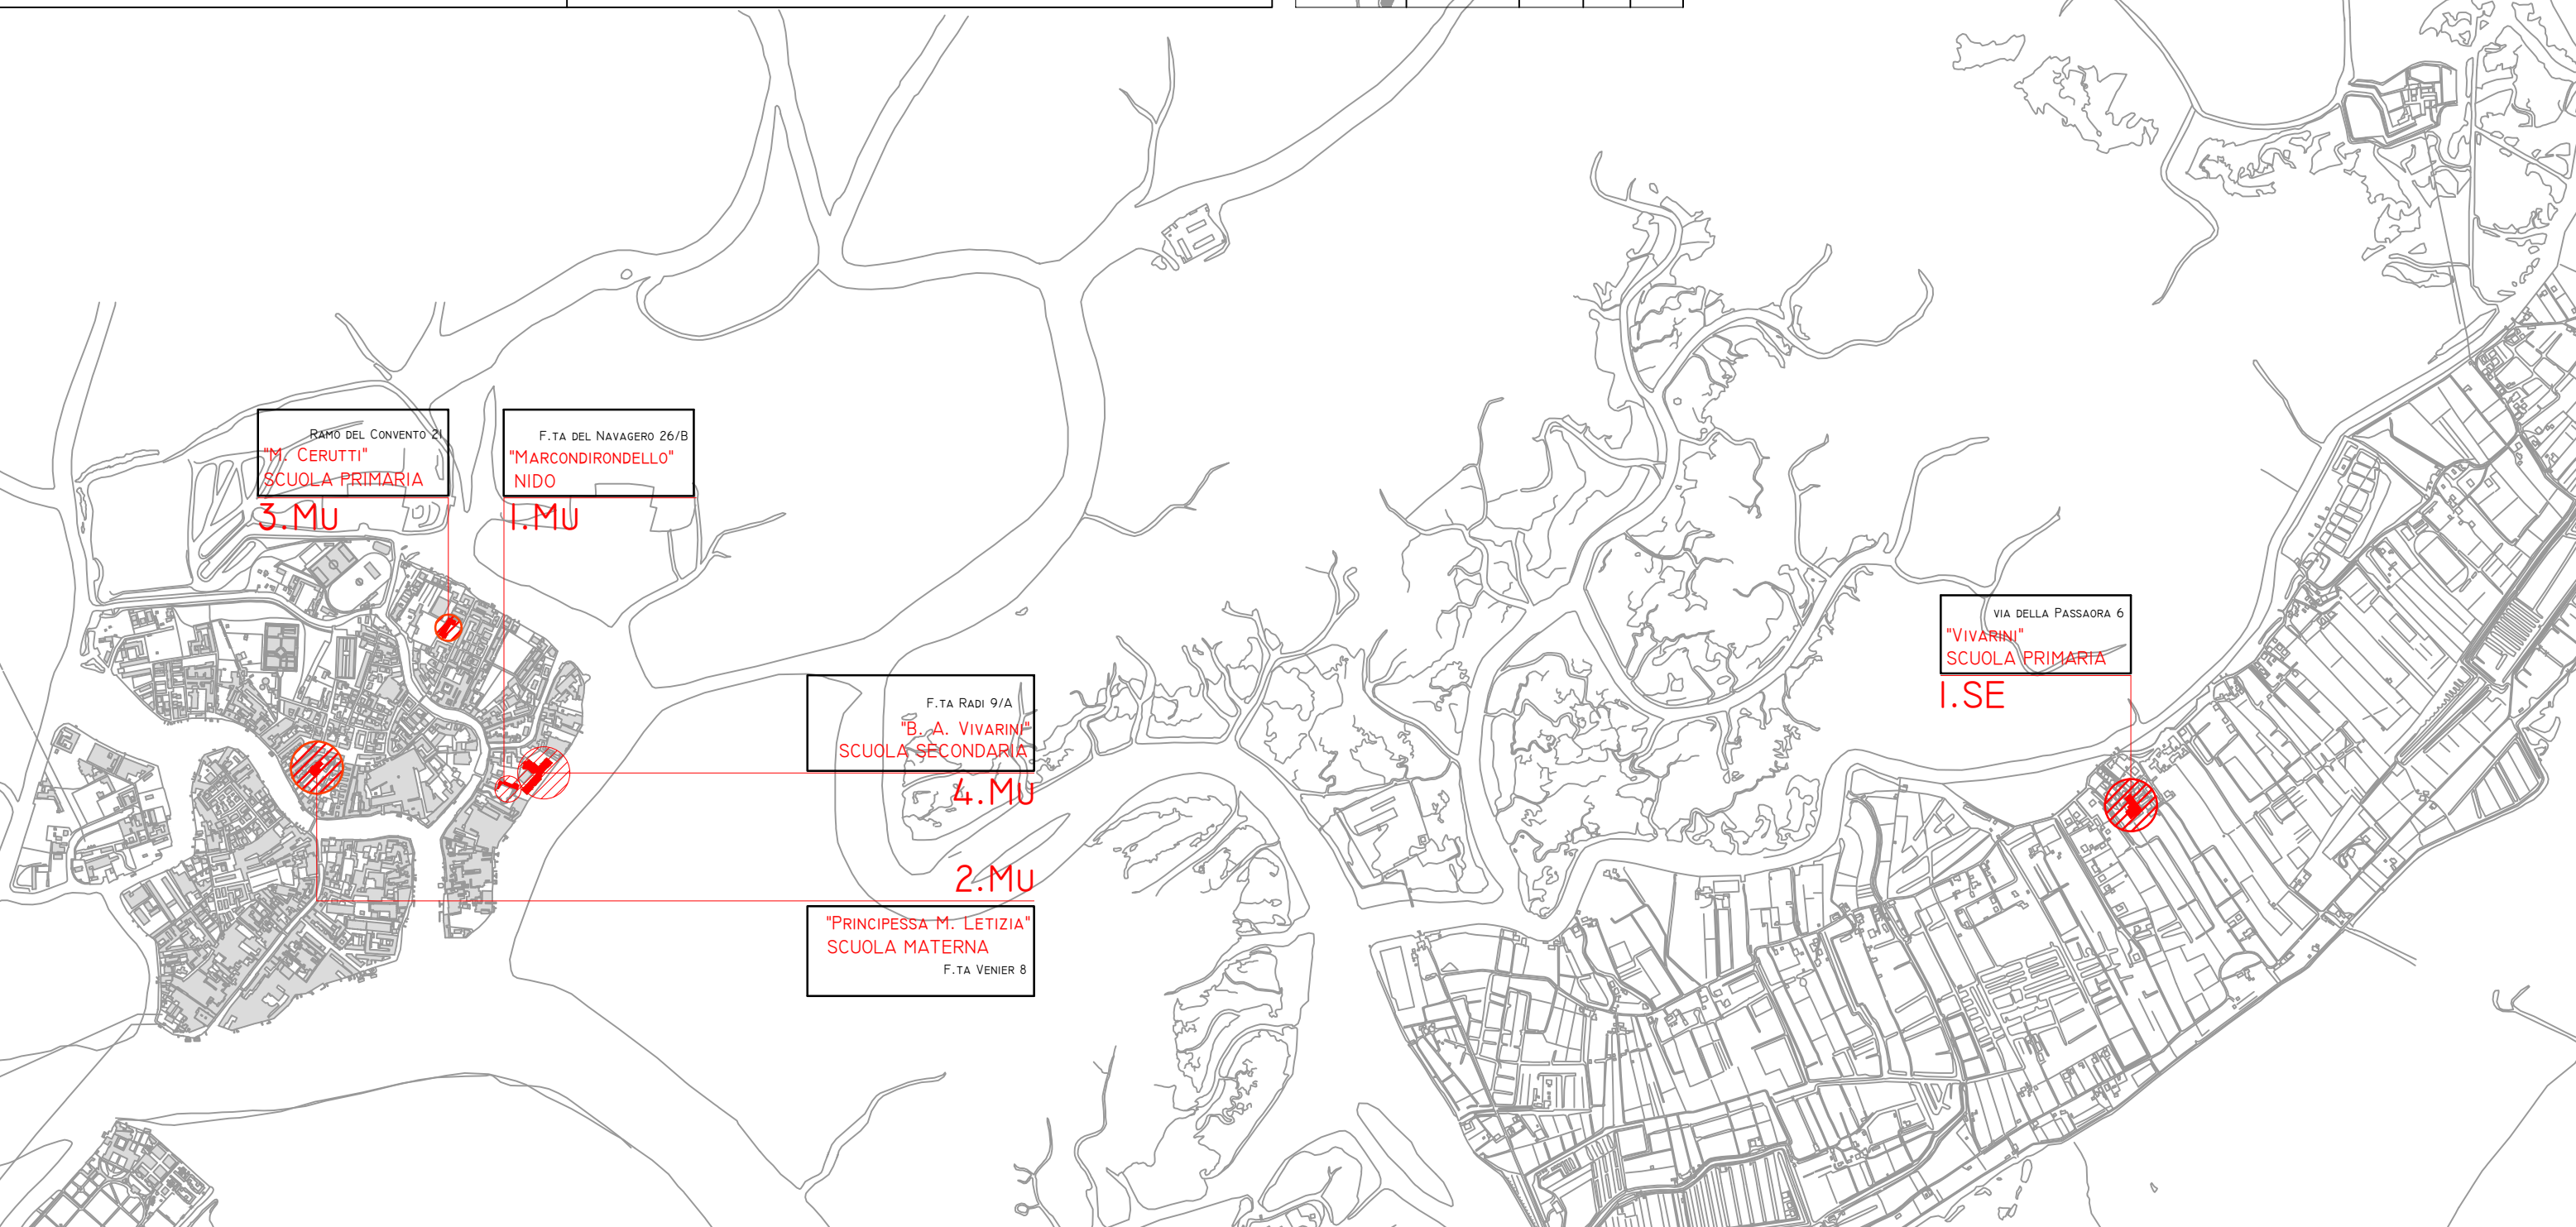 Ramo del Convento 21
"M. Cerutti"
SCUOLA PRIMARIA
3.Mu
F.ta del Navagero 26/B
"Marcondirondello"
NIDO
1.Mu
via della Passaora 6
"Vivarini"
SCUOLA PRIMARIA
1.SE
F.ta Radi 9/A
"B. A. Vivarini"
SCUOLA SECONDARIA
4.Mu
2.Mu
"Principessa M. Letizia"
SCUOLA MATERNA
F.ta Venier 8